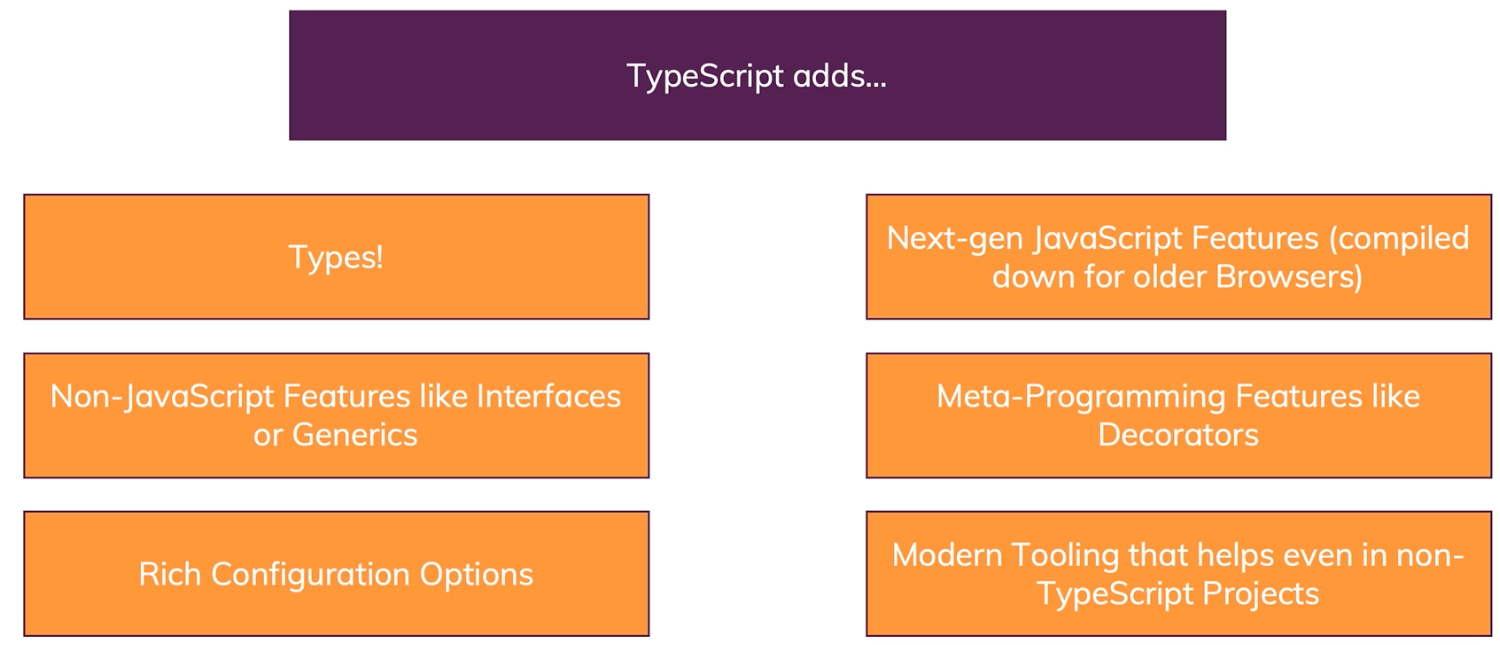 TypeScript adds...
Types!
Next-gen JavaScript Features (compiled
down for older Browsers)
Non-JavaScript Features like Interfaces
or Generics
Meta-Programming Features like
Decorators
Rich Configuration Options
Modern Tooling that helps even in non-
TypeScript Projects